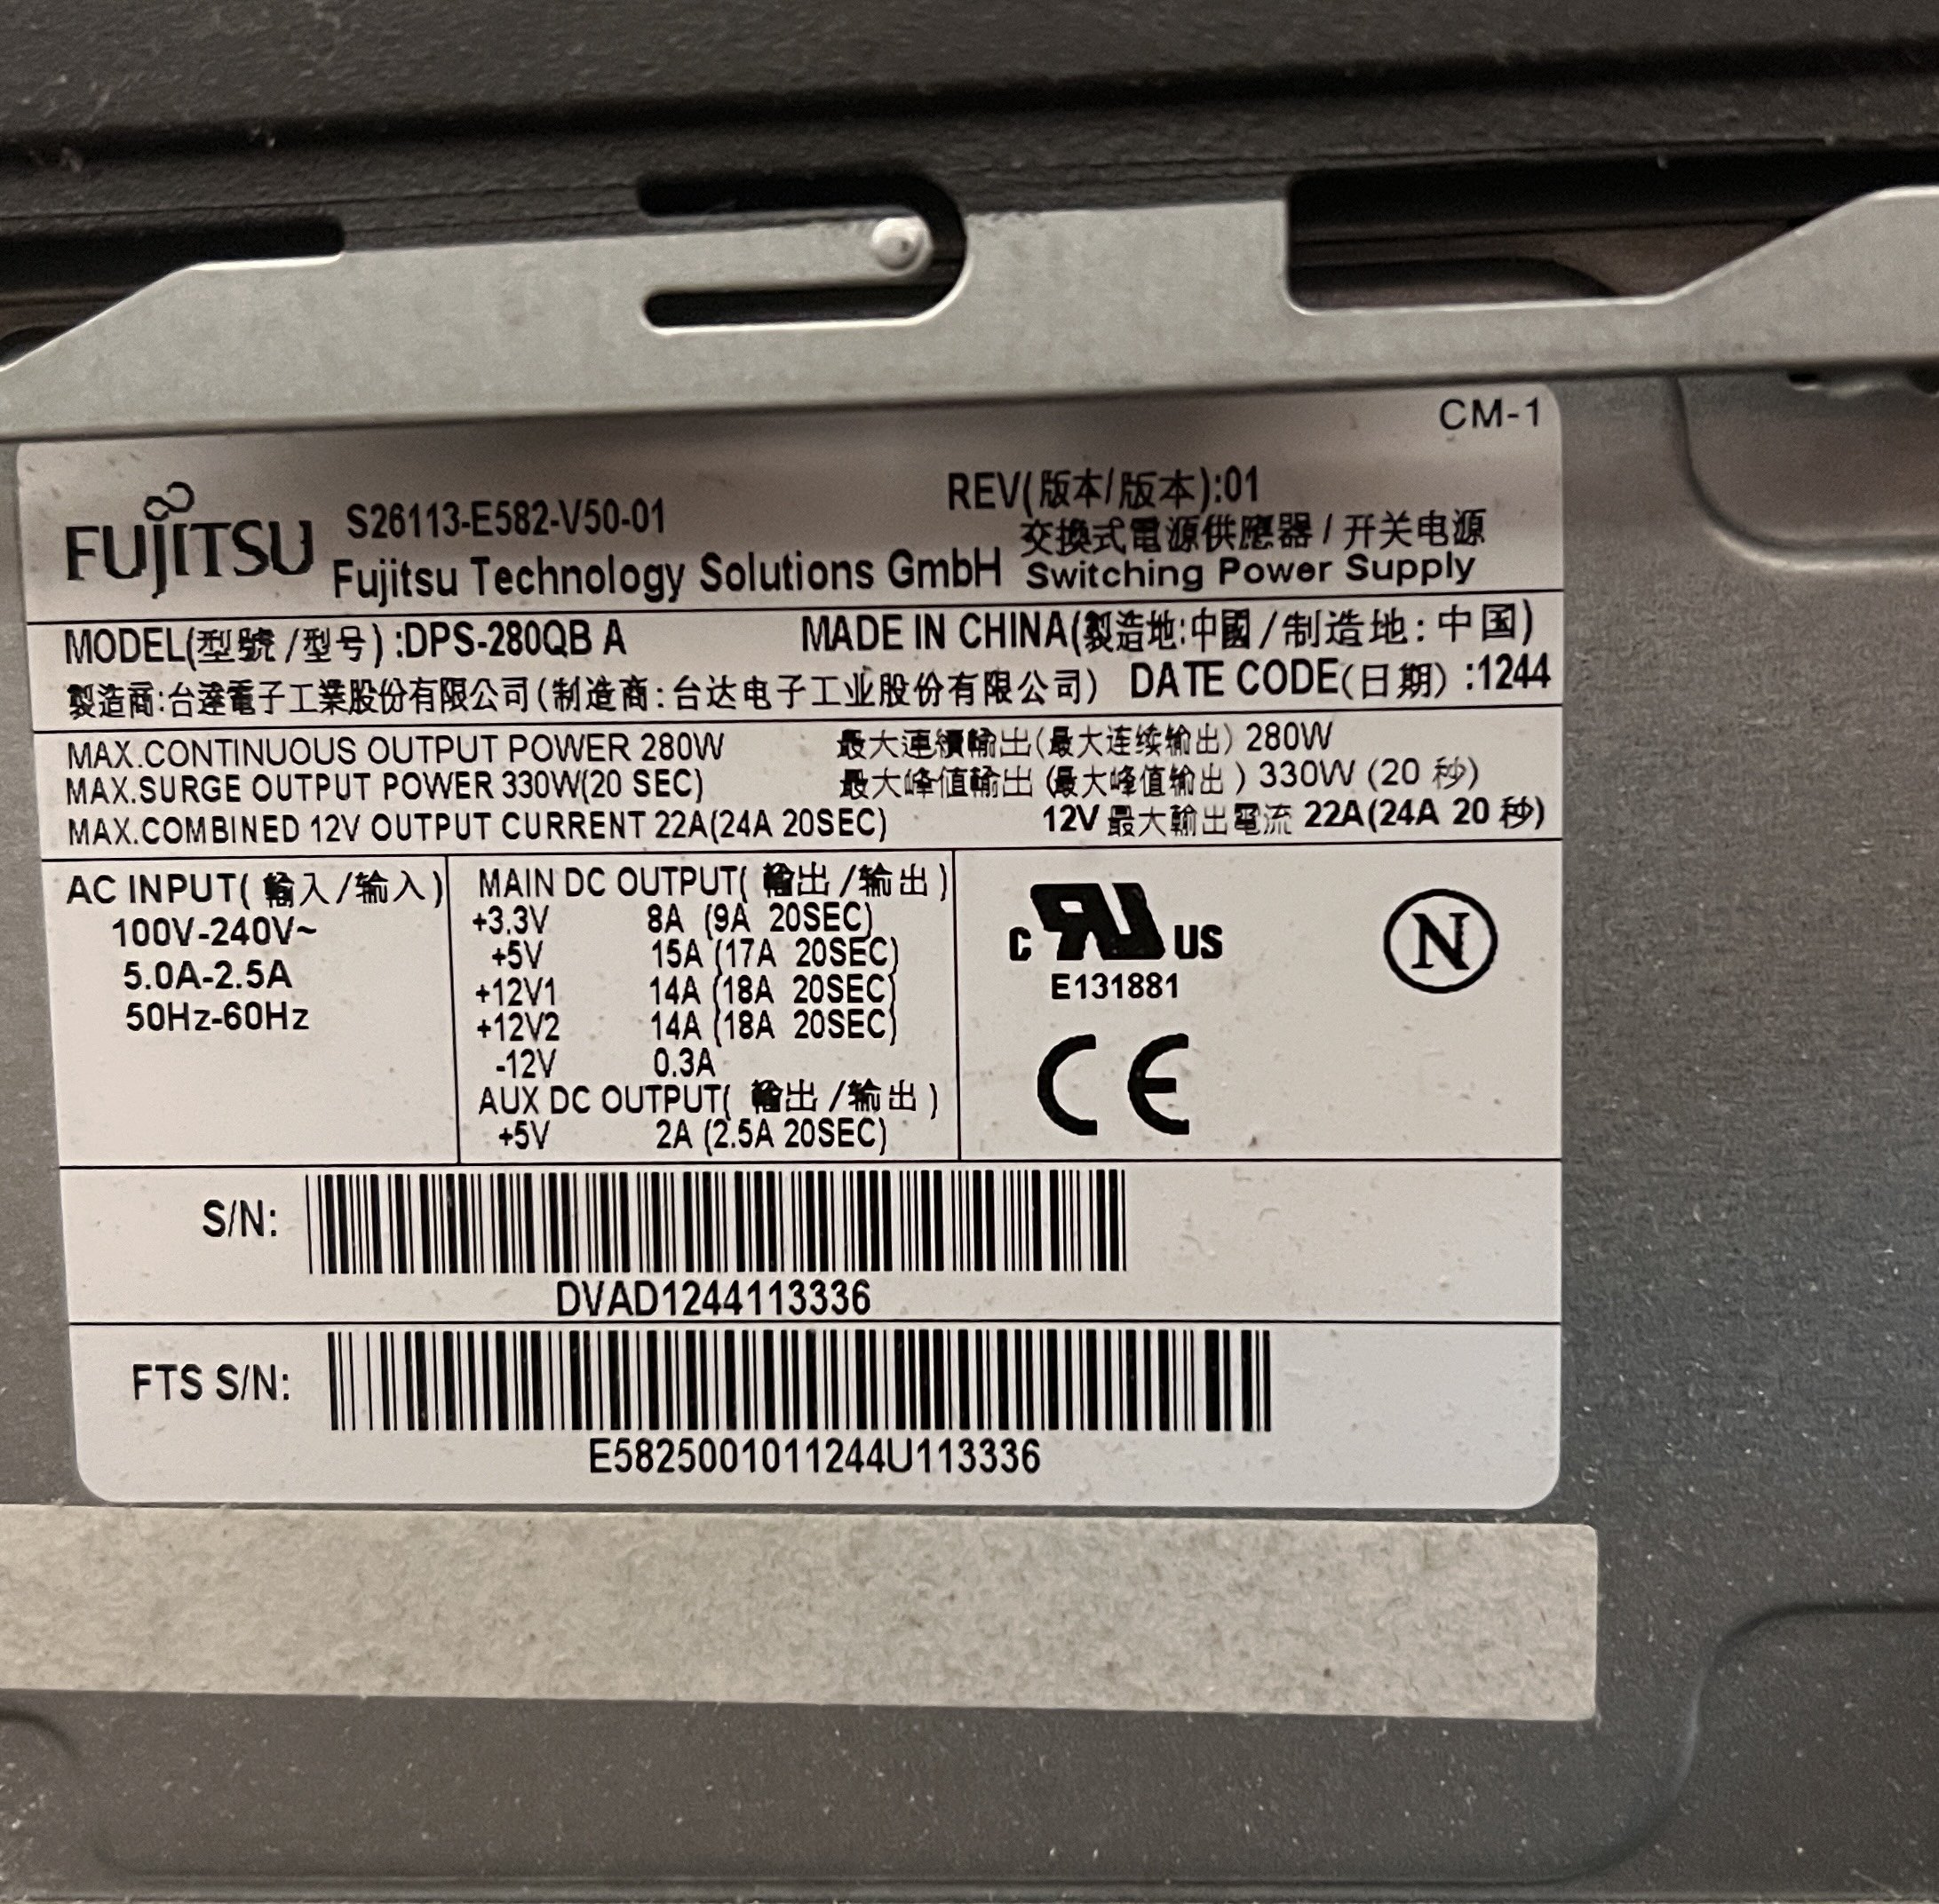 CM-1
FUJITSU S26113-E582-V50-01 REV(版本/版本):01
交換式電源供應器 / 开关电源
Fujitsu Technology Solutions GmbH Switching Power Supply
MODEL(型號/型号):DPS-280QB A MADE IN CHINA(製造地:中國/制造地:中国)
製造商:台達電子工業股份有限公司(制造商:台达电子工业股份有限公司) DATE CODE(日期):1244
MAX.CONTINUOUS OUTPUT POWER 280W 最大連續輸出(最大连续输出) 280W
MAX.SURGE OUTPUT POWER 330W(20 SEC) 最大峰值輸出(最大峰值输出) 330W (20 秒)
MAX.COMBINED 12V OUTPUT CURRENT 22A(24A 20SEC) 12V 最大輸出電流 22A(24A 20 秒)
AC INPUT(輸入/输入)
100V-240V~
5.0A-2.5A
50Hz-60Hz
MAIN DC OUTPUT(輸出/输出)
+3.3V 8A (9A 20SEC)
+5V 15A (17A 20SEC)
+12V1 14A (18A 20SEC)
+12V2 14A (18A 20SEC)
-12V 0.3A
AUX DC OUTPUT(輸出/输出)
+5V 2A (2.5A 20SEC)
C RU US
E131881
N
CE
S/N:
DVAD1244113336
FTS S/N:
E5825001011244U113336